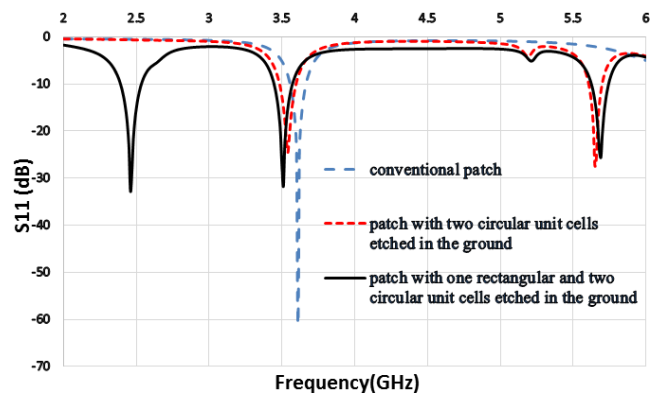 2 2.5 3 3.5 4 4.5 5 5.5 6
0
-10
-20
-30
-40
-50
-60
-70
S11 (dB)
conventional patch
patch with two circular unit cells
etched in the ground
patch with one rectangular and two
circular unit cells etched in the ground
Frequency(GHz)